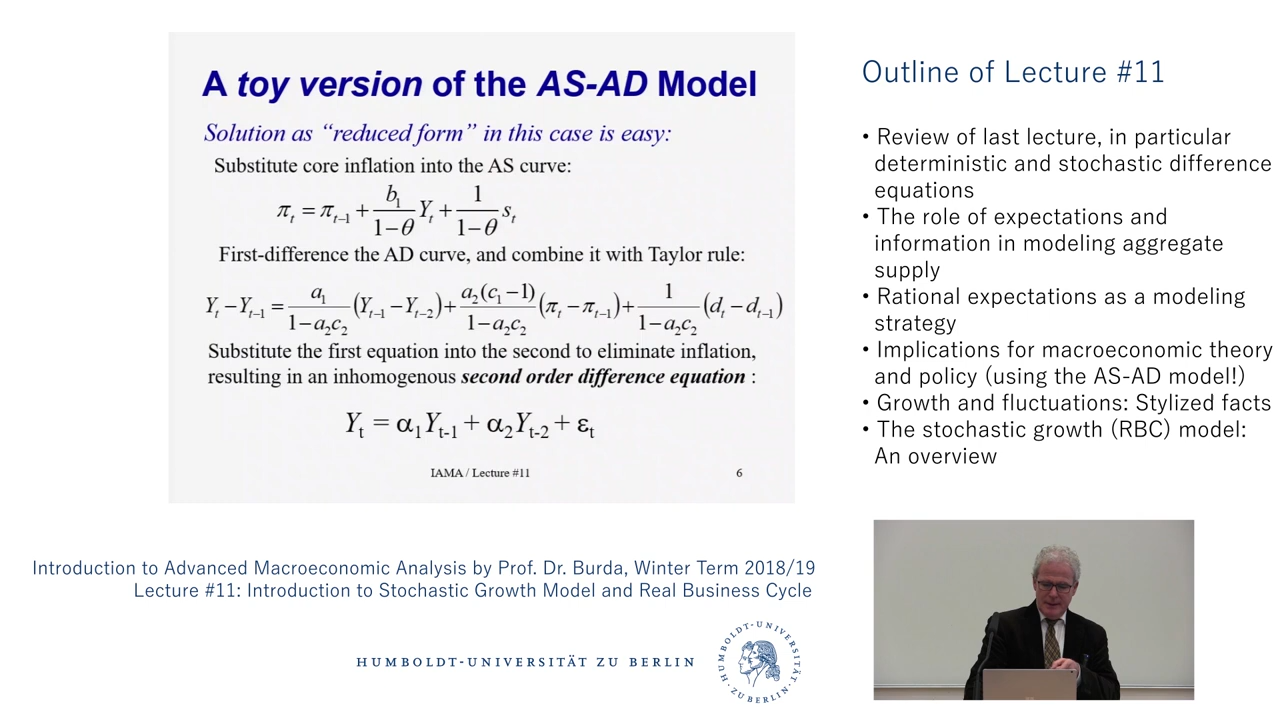 A toy version of the AS-AD Model
Solution as “reduced form” in this case is easy:
Substitute core inflation into the AS curve:
π_t = π_{t–1} + b_1/(1–θ) Y_t + 1/(1–θ) s_t
First-difference the AD curve, and combine it with Taylor rule:
Y_t – Y_{t–1} = a_1/(1–a_2c_2) (Y_{t–1} – Y_{t–2}) + a_2(c_1–1)/(1–a_2c_2) (π_t – π_{t–1}) + 1/(1–a_2c_2) (d_t – d_{t–1})
Substitute the first equation into the second to eliminate inflation,
resulting in an inhomogenous second order difference equation :
Y_t = α_1Y_{t-1} + α_2Y_{t-2} + ε_t
IAMA / Lecture #11 6
Outline of Lecture #11
• Review of last lecture, in particular
deterministic and stochastic difference
equations
• The role of expectations and
information in modeling aggregate
supply
• Rational expectations as a modeling
strategy
• Implications for macroeconomic theory
and policy (using the AS-AD model!)
• Growth and fluctuations: Stylized facts
• The stochastic growth (RBC) model:
An overview
Introduction to Advanced Macroeconomic Analysis by Prof. Dr. Burda, Winter Term 2018/19
Lecture #11: Introduction to Stochastic Growth Model and Real Business Cycle
HUMBOLDT-UNIVERSITÄT ZU BERLIN
HUMBOLDT-UNIVERSITÄT
ZU BERLIN